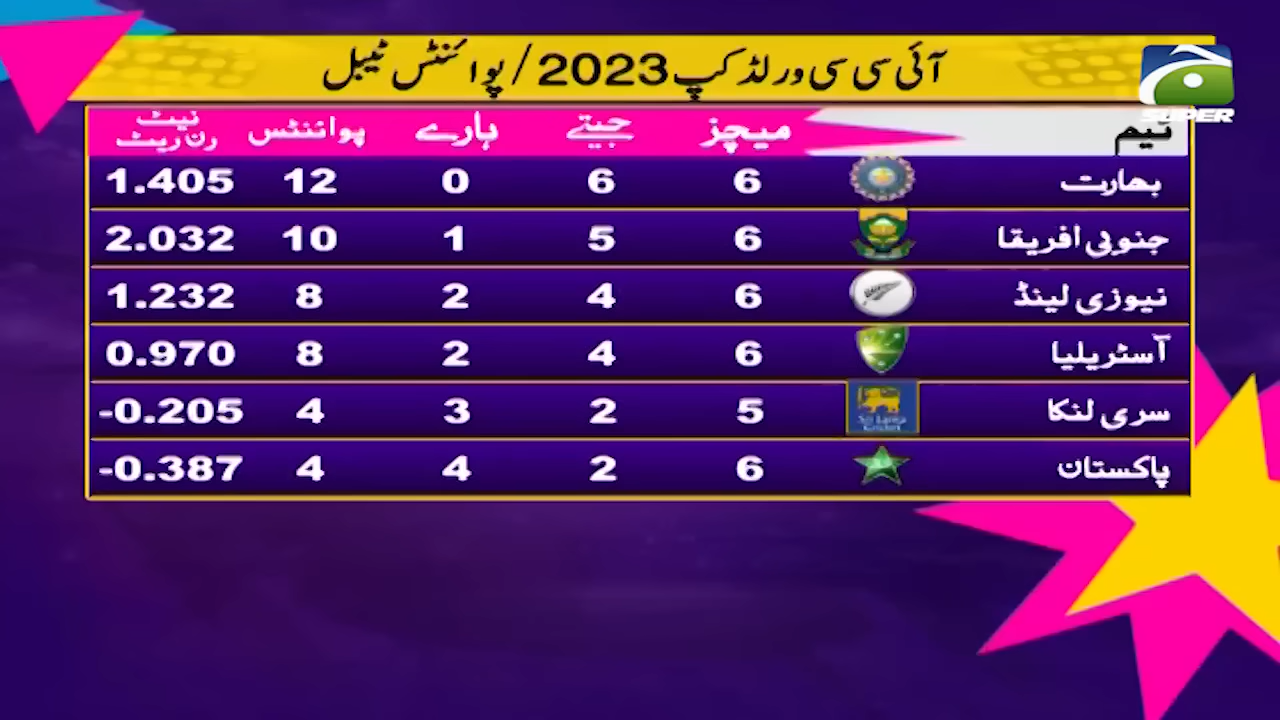 آئی سی سی ورلڈ کپ 2023 / پوائنٹس ٹیبل
SUPER
ٹیم میچز جیتے ہارے پوائنٹس نیٹ رن ریٹ
بھارت 6 6 0 12 1.405
جنوبی افریقا 6 5 1 10 2.032
نیوزی لینڈ 6 4 2 8 1.232
آسٹریلیا 6 4 2 8 0.970
سری لنکا 5 2 3 4 -0.205
Sri Lanka
Cricket
پاکستان 6 2 4 4 -0.387